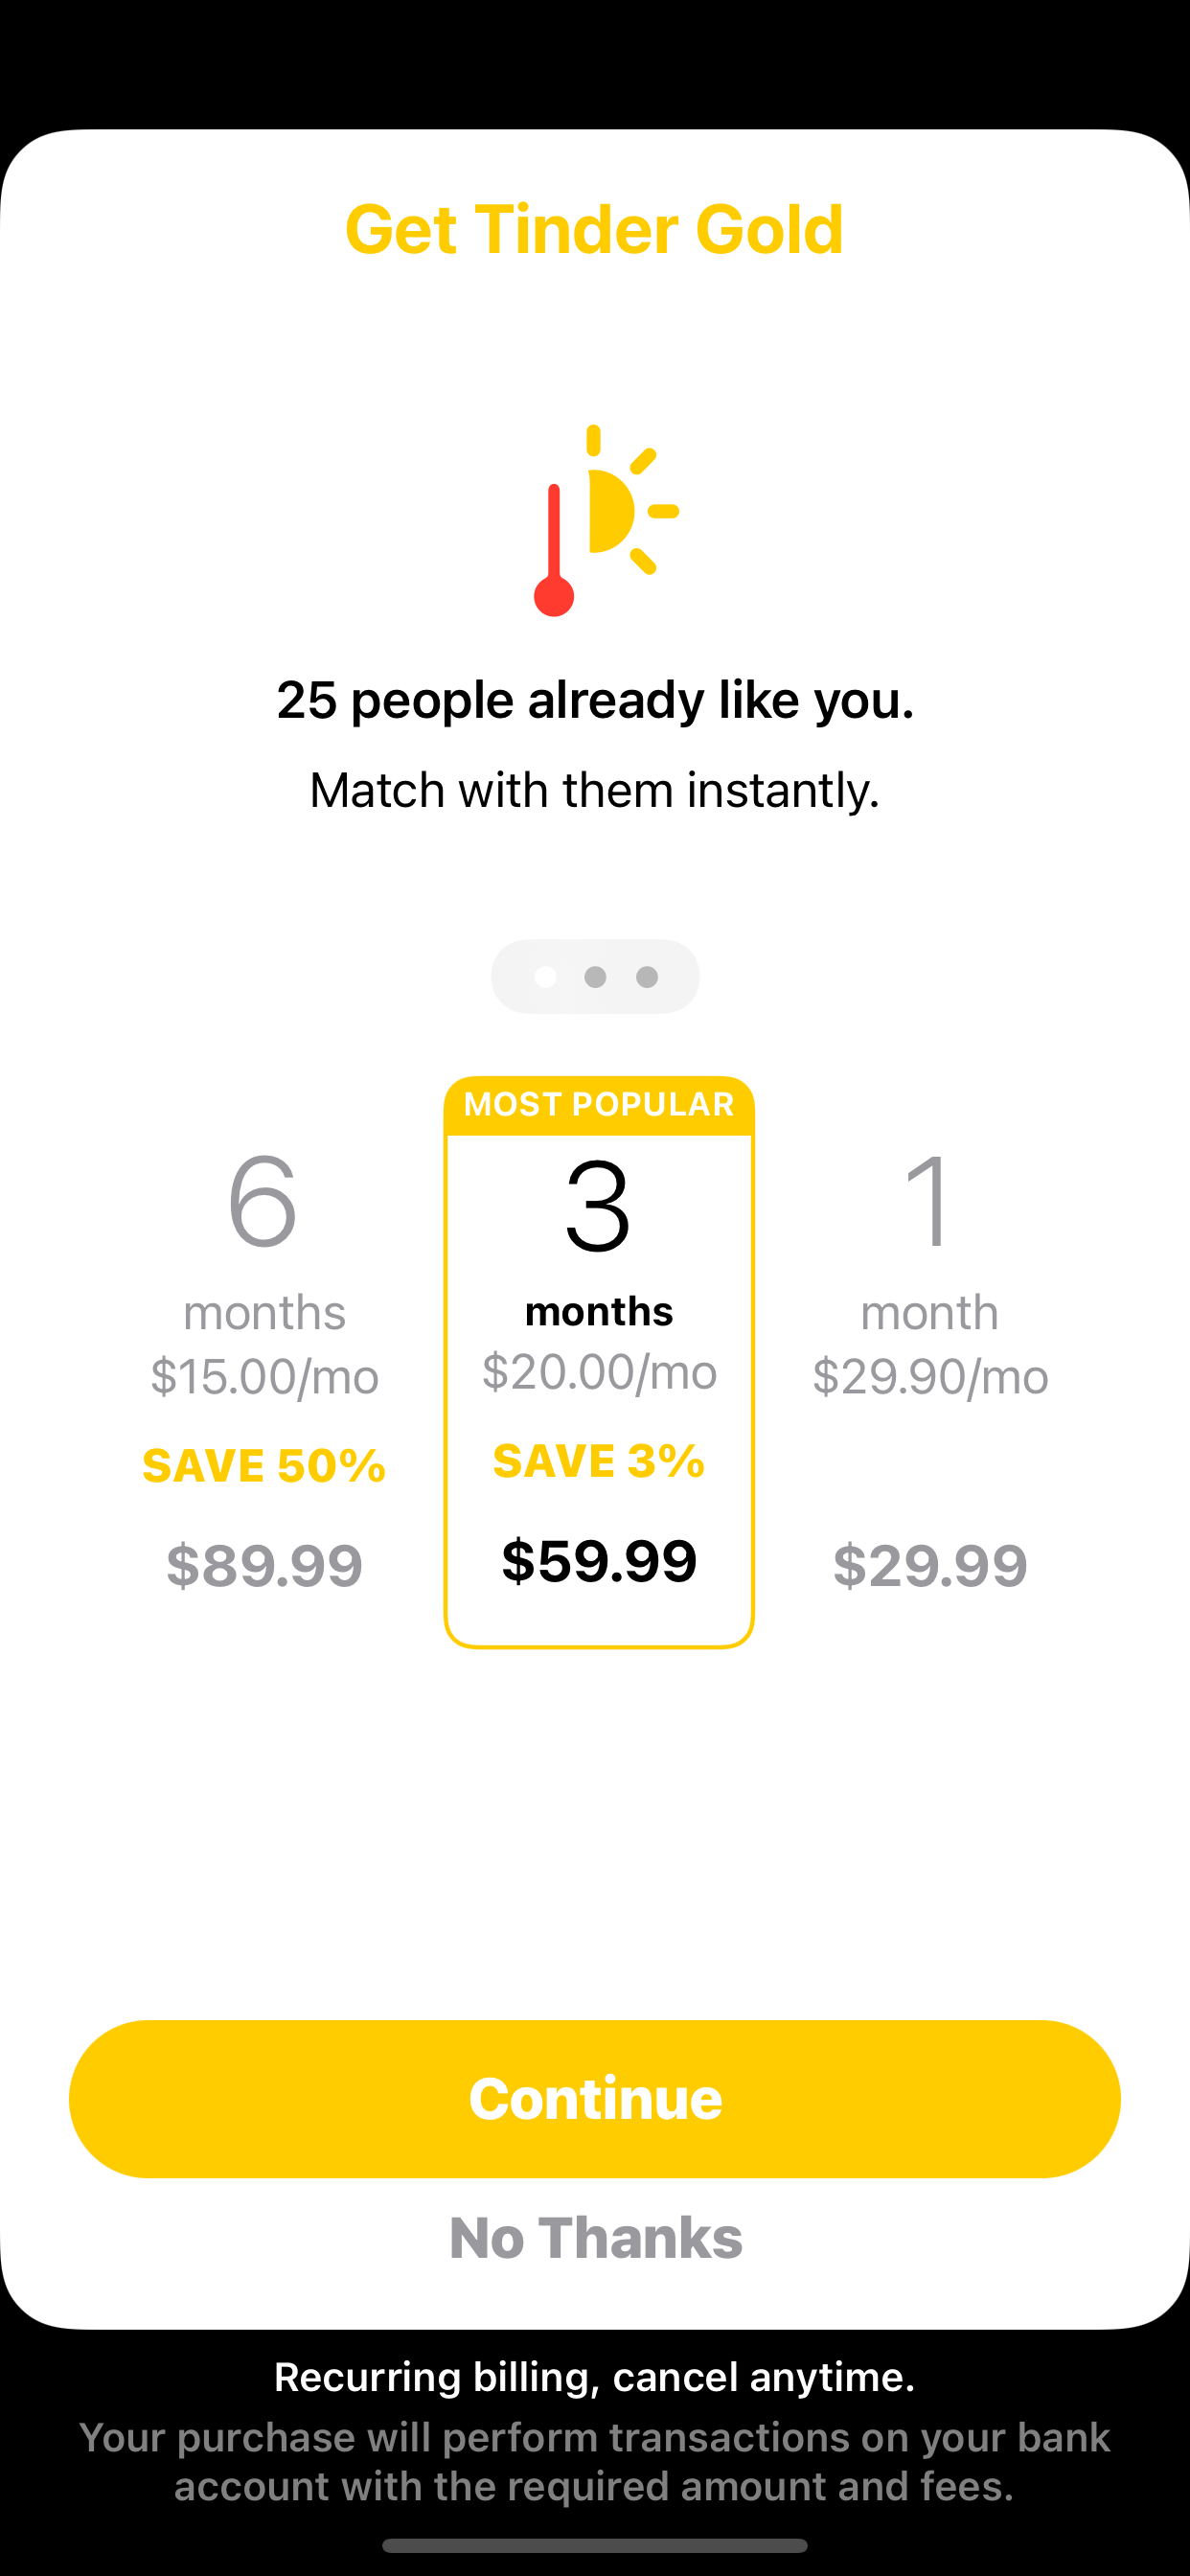 Get Tinder Gold
25 people already like you.
Match with them instantly.
6
months
$15.00/mo
SAVE 50%
$89.99
MOST POPULAR
3
months
$20.00/mo
SAVE 3%
$59.99
1
month
$29.90/mo
$29.99
Continue
No Thanks
Recurring billing, cancel anytime.
Your purchase will perform transactions on your bank
account with the required amount and fees.